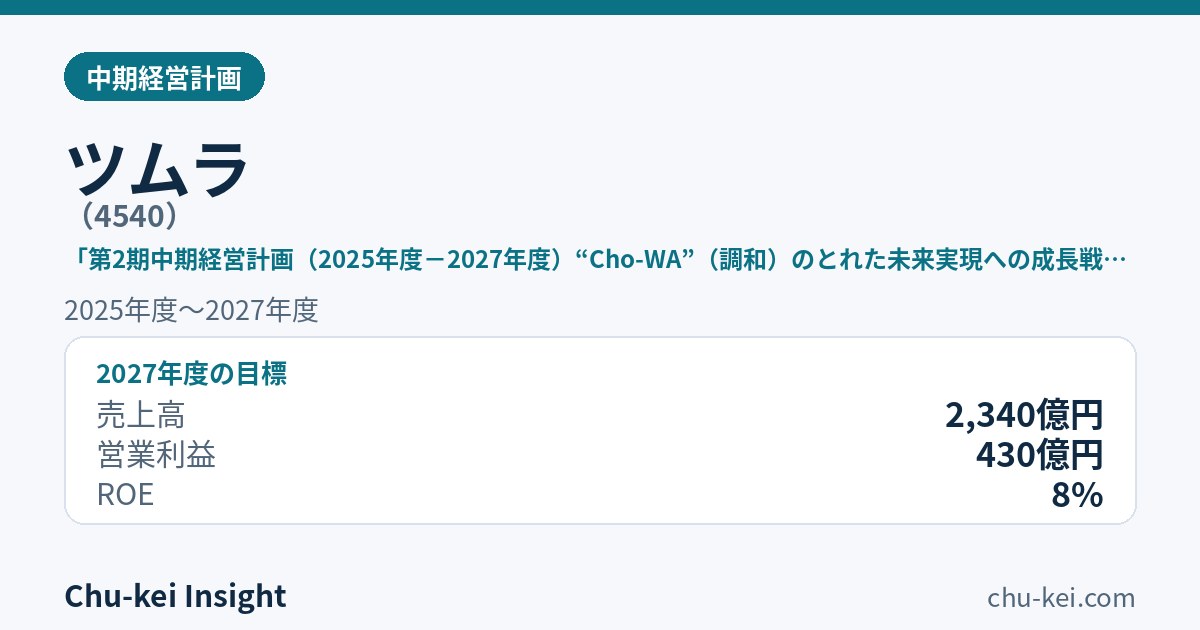 中期経営計画
ツムラ
（4540）
「第2期中期経営計画（2025年度－2027年度）“Cho-WA”（調和）のとれた未来実現への成長戦…
2025年度～2027年度
2027年度の目標
売上高 2,340億円
営業利益 430億円
ROE 8%
Chu-kei Insight chu-kei.com